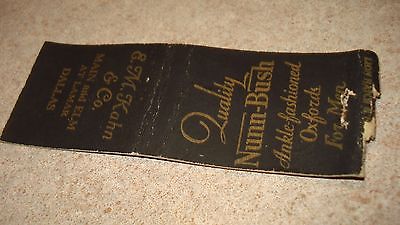 Quality
Nunn-Bush
Ankle-fashioned
Oxfords
For Men
E. M. Kahn
& Co.
MAIN and ELM
AT LAMAR
DALLAS